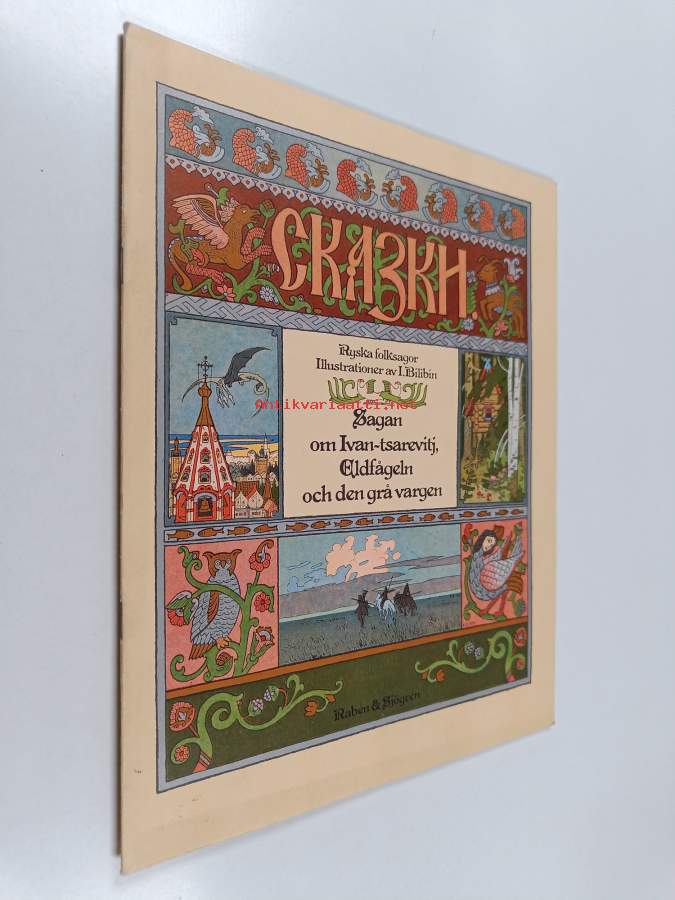 СКАЗКИ.
Ryska folksagor
Illustrationer av I. Bilibin
Antikvariaatti.net
Sagan
om Ivan-tsarevitj,
Eldfågeln
och den grå vargen
Rabén & Sjögren